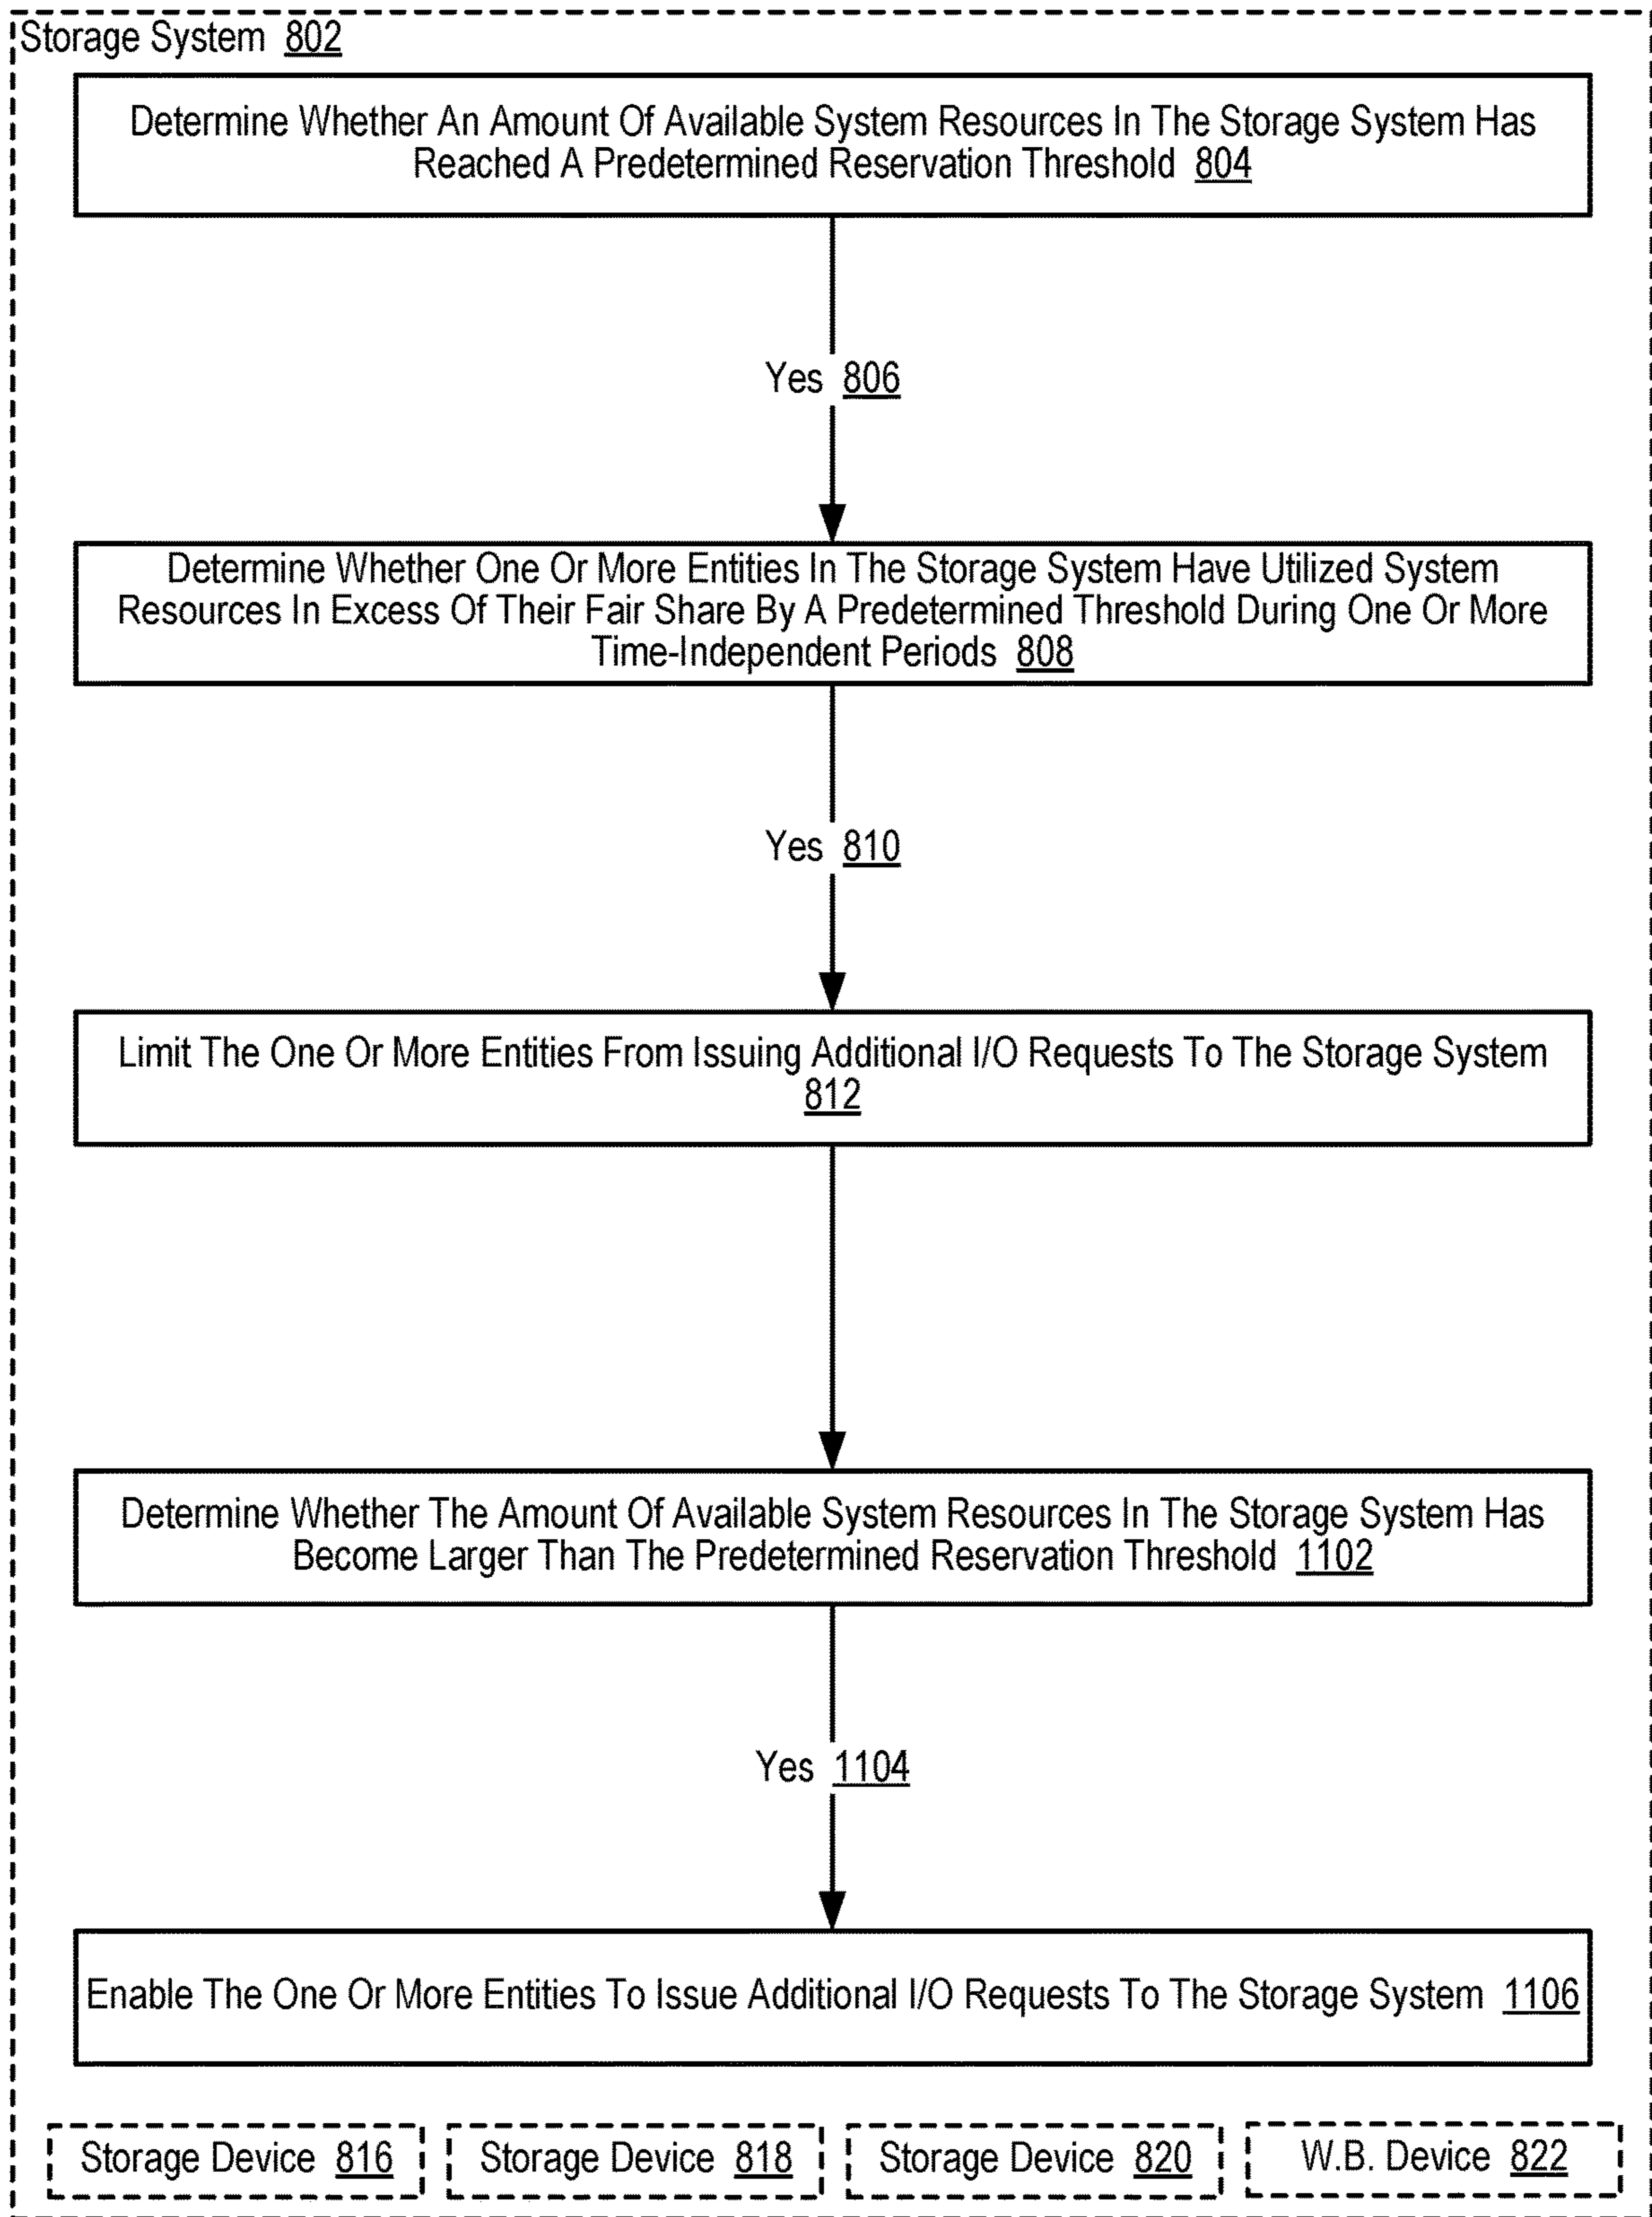 Storage System 802
Determine Whether An Amount Of Available System Resources In The Storage System Has
Reached A Predetermined Reservation Threshold 804
Yes 806
Determine Whether One Or More Entities In The Storage System Have Utilized System
Resources In Excess Of Their Fair Share By A Predetermined Threshold During One Or More
Time-Independent Periods 808
Yes 810
Limit The One Or More Entities From Issuing Additional I/O Requests To The Storage System
812
Determine Whether The Amount Of Available System Resources In The Storage System Has
Become Larger Than The Predetermined Reservation Threshold 1102
Yes 1104
Enable The One Or More Entities To Issue Additional I/O Requests To The Storage System 1106
Storage Device 816
Storage Device 818
Storage Device 820
W.B. Device 822